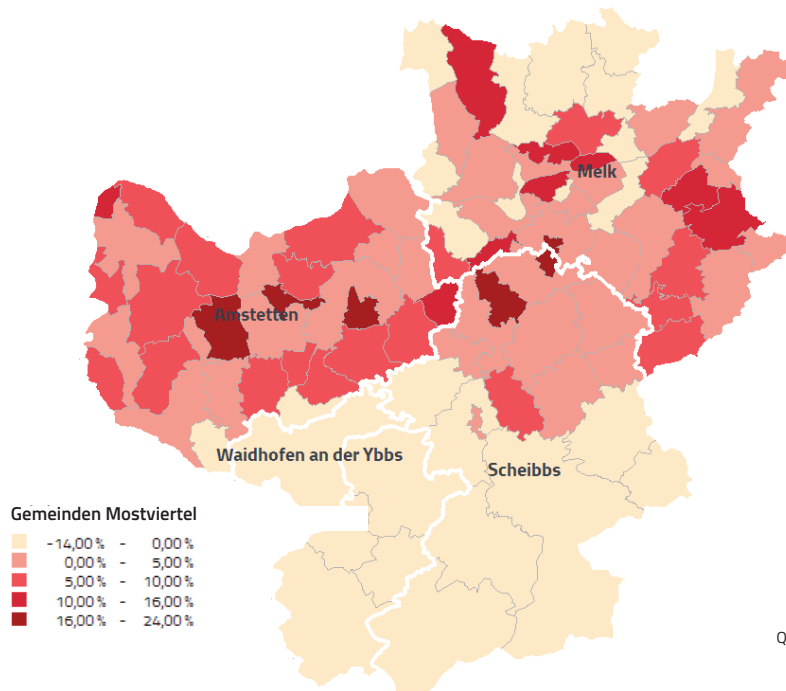 Melk
Amstetten
Waidhofen an der Ybbs
Scheibbs
Gemeinden Mostviertel
-14,00 % - 0,00 %
0,00 % - 5,00 %
5,00 % - 10,00 %
10,00 % - 16,00 %
16,00 % - 24,00 %
Q